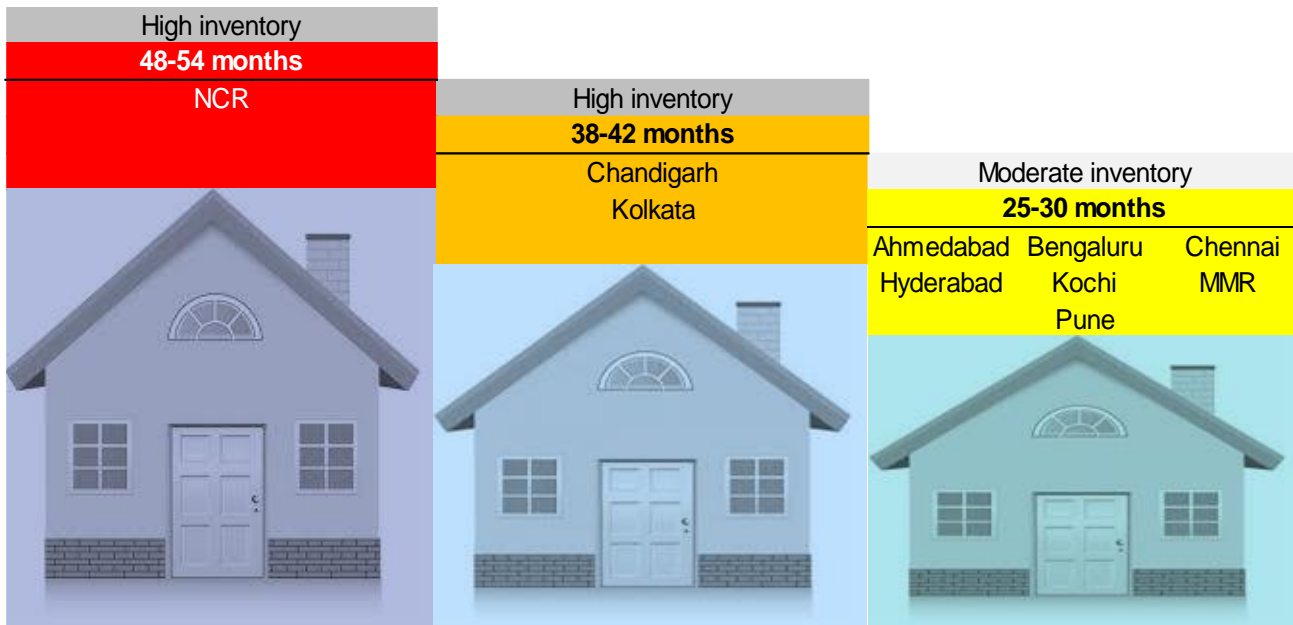 High inventory
48-54 months
NCR
High inventory
38-42 months
Chandigarh
Kolkata
Moderate inventory
25-30 months
Ahmedabad Bengaluru Chennai
Hyderabad Kochi MMR
Pune